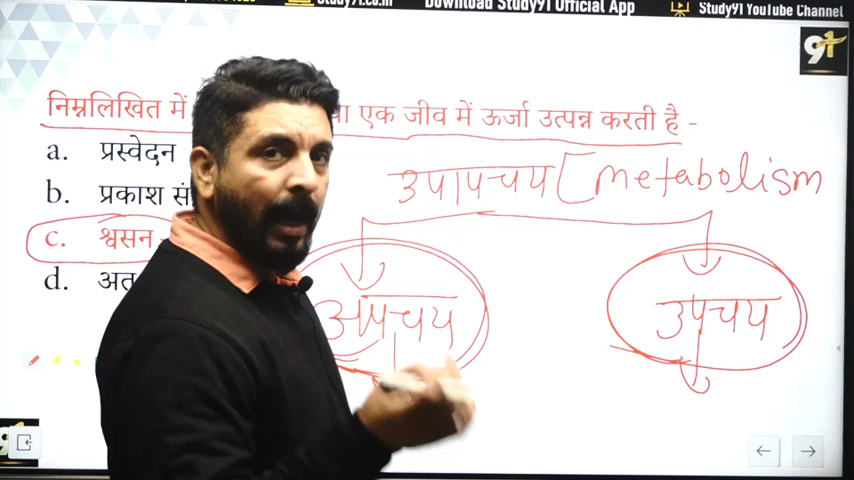 Study91.co.in
Download Study91 Official App
Study91 YouTube Channel
91
निम्नलिखित में
एक जीव में ऊर्जा उत्पन्न करती है -
a. प्रस्वेदन
b. प्रकाश सं
c. श्वसन
d. अत
उपापचय [metabolism
अपचय
उपचय
91